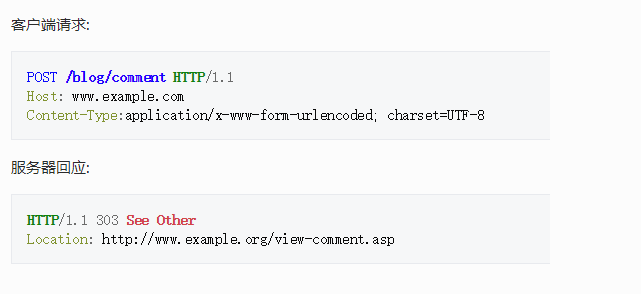 客户端请求:
POST /blog/comment HTTP/1.1
Host: www.example.com
Content-Type:application/x-www-form-urlencoded; charset=UTF-8
服务器回应:
HTTP/1.1 303 See Other
Location: http://www.example.org/view-comment.asp